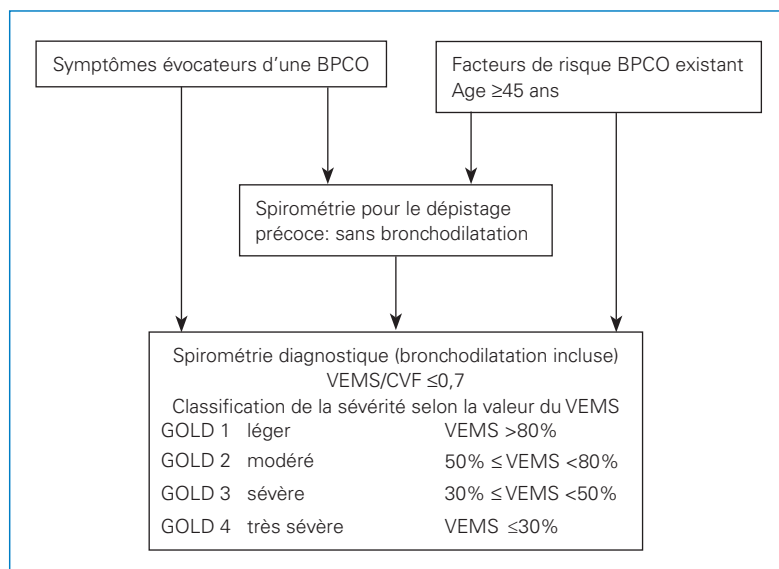 Symptômes évocateurs d’une BPCO
Facteurs de risque BPCO existant
Age ≥45 ans
Spirométrie pour le dépistage
précoce: sans bronchodilatation
Spirométrie diagnostique (bronchodilatation incluse)
VEMS/CVF ≤0,7
Classification de la sévérité selon la valeur du VEMS
GOLD 1 léger VEMS >80%
GOLD 2 modéré 50% ≤ VEMS <80%
GOLD 3 sévère 30% ≤ VEMS <50%
GOLD 4 très sévère VEMS ≤30%